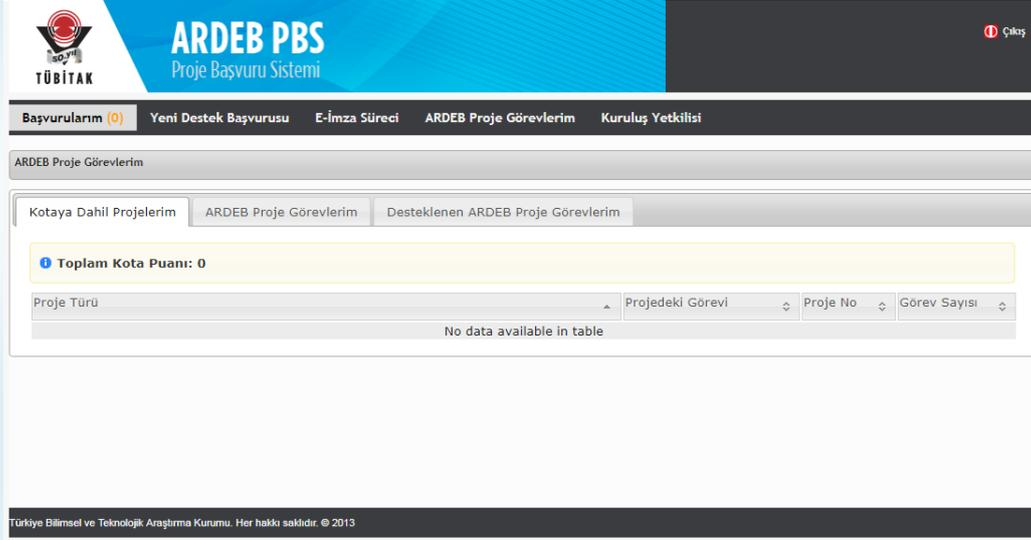 50.YIL
TÜBİTAK
ARDEB PBS
Proje Başvuru Sistemi
Çıkış
Başvurularım (0) Yeni Destek Başvurusu E-İmza Süreci ARDEB Proje Görevlerim Kuruluş Yetkilisi
ARDEB Proje Görevlerim
Kotaya Dahil Projelerim ARDEB Proje Görevlerim Desteklenen ARDEB Proje Görevlerim
Toplam Kota Puanı: 0
Proje Türü Projedeki Görevi Proje No Görev Sayısı
No data available in table
Türkiye Bilimsel ve Teknolojik Araştırma Kurumu. Her hakkı saklıdır. © 2013